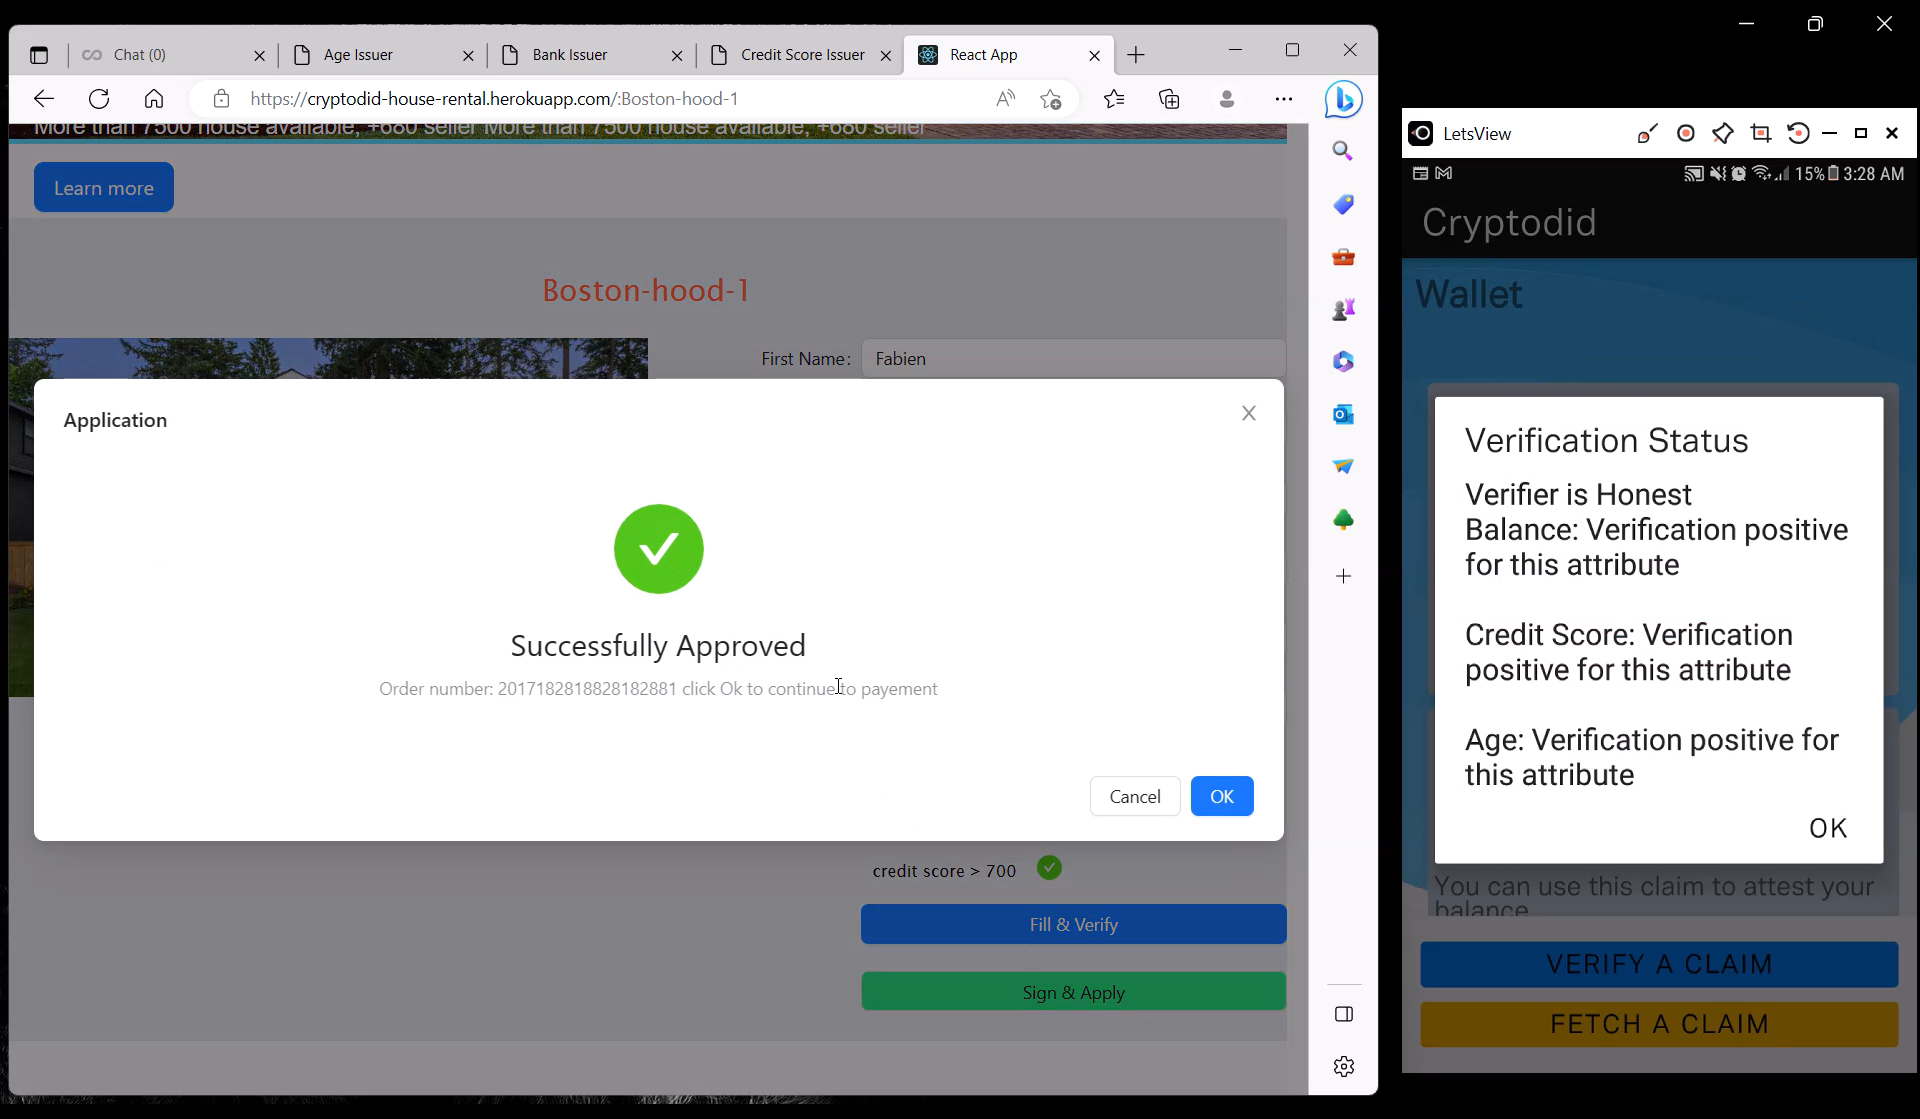 Chat (0)
Age Issuer
Bank Issuer
Credit Score Issuer
React App
https://cryptodid-house-rental.herokuapp.com/:Boston-hood-1
More than 7500 house available, +680 seller More than 7500 house available, +680 seller
Learn more
Boston-hood-1
First Name:
Fabien
Application
Successfully Approved
Order number: 2017182818828182881 click Ok to continue to payement
Cancel
OK
credit score > 700
Fill & Verify
Sign & Apply
LetsView
15%
3:28 AM
Cryptodid
Wallet
Verification Status
Verifier is Honest
Balance: Verification positive
for this attribute
Credit Score: Verification
positive for this attribute
Age: Verification positive for
this attribute
OK
You can use this claim to attest your
balance
VERIFY A CLAIM
FETCH A CLAIM